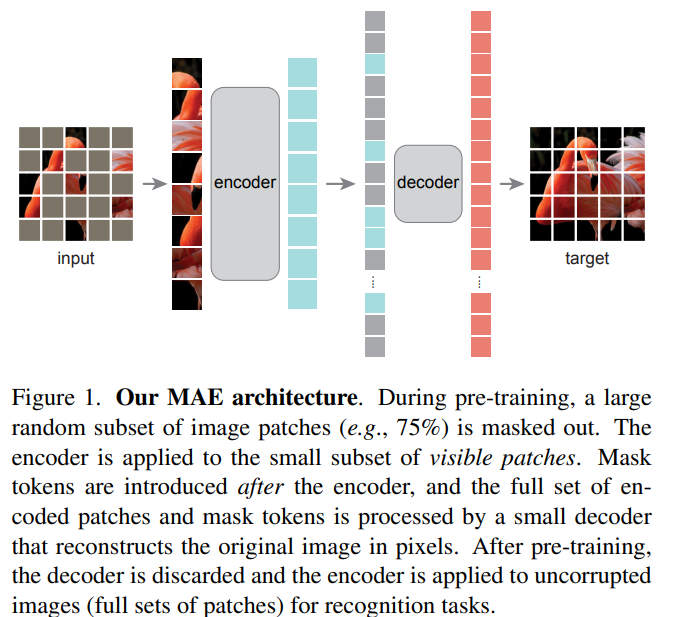 encoder
decoder
input
target
Figure 1. Our MAE architecture. During pre-training, a large
random subset of image patches (e.g., 75%) is masked out. The
encoder is applied to the small subset of visible patches. Mask
tokens are introduced after the encoder, and the full set of en-
coded patches and mask tokens is processed by a small decoder
that reconstructs the original image in pixels. After pre-training,
the decoder is discarded and the encoder is applied to uncorrupted
images (full sets of patches) for recognition tasks.